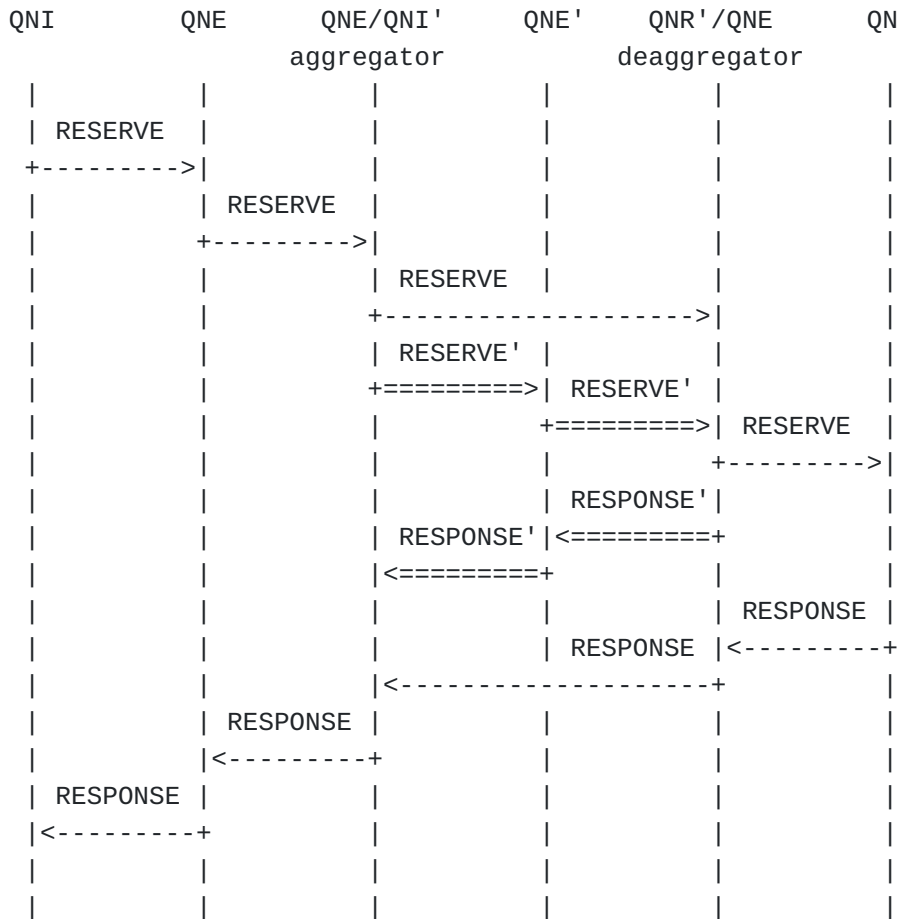 QNI QNE QNE/QNI' QNE' QNR'/QNE QN
aggregator deaggregator
RESERVE
RESERVE
RESERVE
RESERVE'
RESERVE'
RESERVE
RESPONSE'
RESPONSE'
RESPONSE
RESPONSE
RESPONSE
RESPONSE